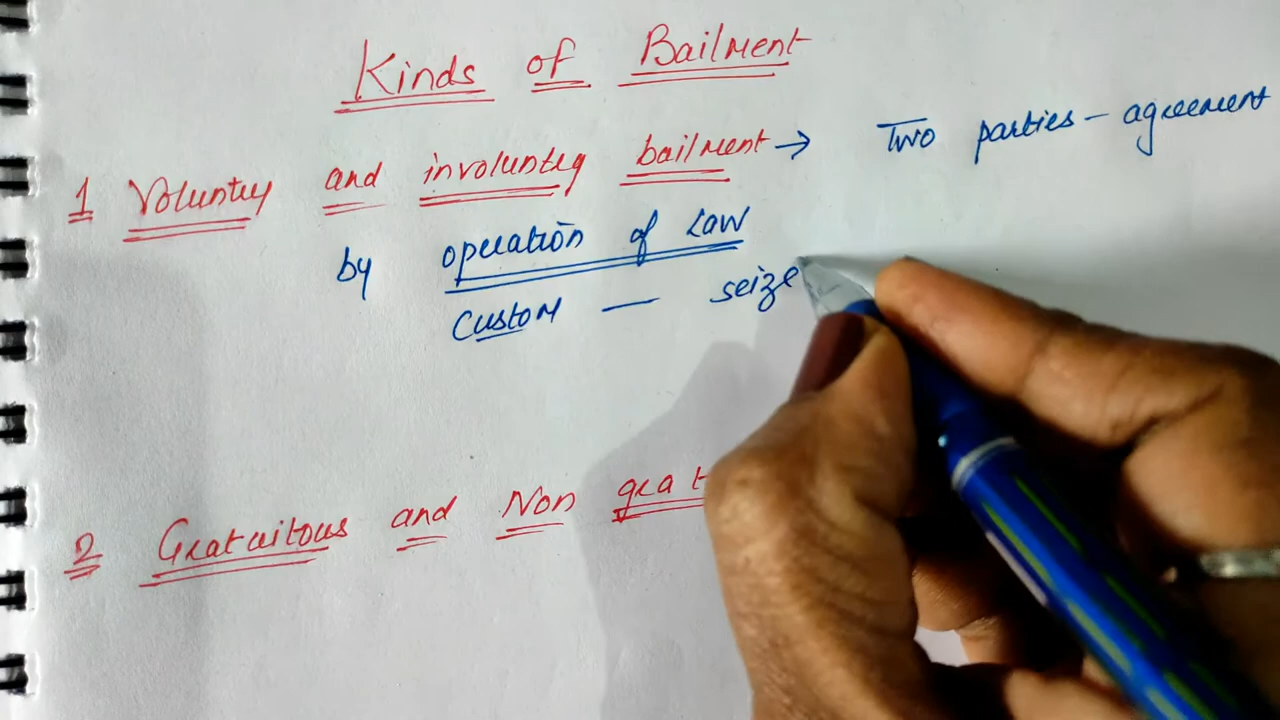 Kinds of Bailment
1 Voluntry and involuntry bailment → Two parties - agreement
by operation of Law
Custom — seize
2 Gratuitous and Non grat